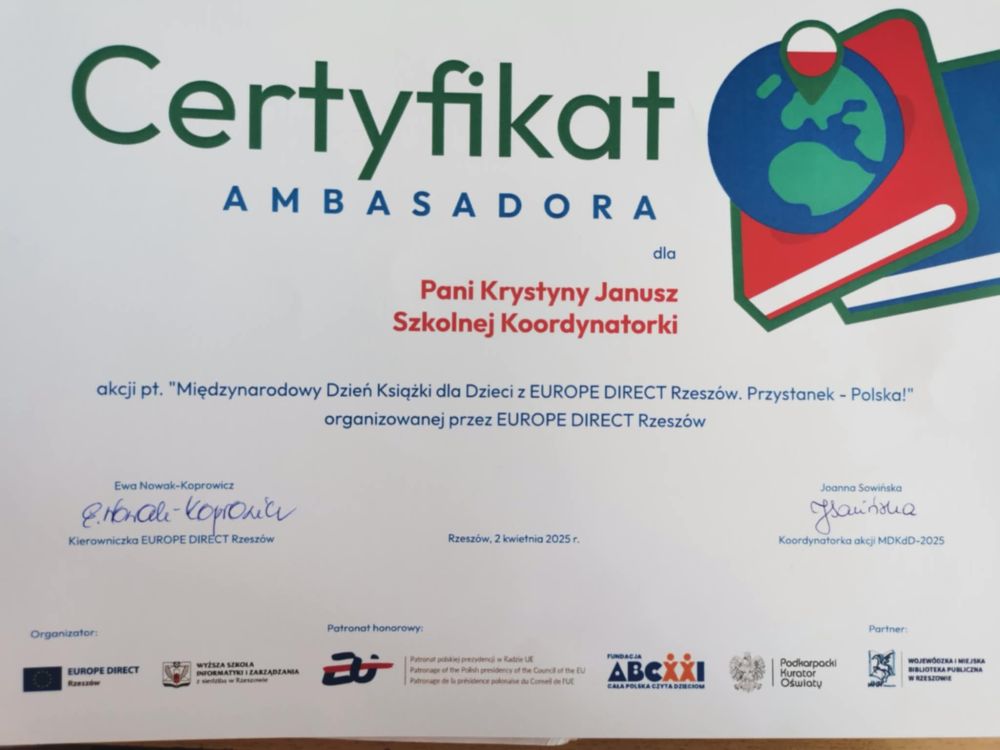 Certyfikat
AMBASADORA
dla
Pani Krystyny Janusz
Szkolnej Koordynatorki
akcji pt. "Międzynarodowy Dzień Książki dla Dzieci z EUROPE DIRECT Rzeszów. Przystanek - Polska!"
organizowanej przez EUROPE DIRECT Rzeszów
Ewa Nowak-Koprowicz
E. Nowak-Koprowicz
Kierowniczka EUROPE DIRECT Rzeszów
Rzeszów, 2 kwietnia 2025 r.
Joanna Sowińska
JSowińska
Koordynatorka akcji MDKdD-2025
Organizator:
EUROPE DIRECT
Rzeszów
WYŻSZA SZKOŁA
INFORMATYKI I ZARZĄDZANIA
z siedzibą w Rzeszowie
Patronat honorowy:
Patronat polskiej prezydencji w Radzie UE
Patronage of the Polish presidency of the Council of the EU
Patronage de la présidence polonaise du Conseil de l'UE
FUNDACJA
ABCXXI
CAŁA POLSKA CZYTA DZIECIOM
Podkarpacki
Kurator
Oświaty
Partner:
WOJEWÓDZKA I MIEJSKA
BIBLIOTEKA PUBLICZNA
W RZESZOWIE